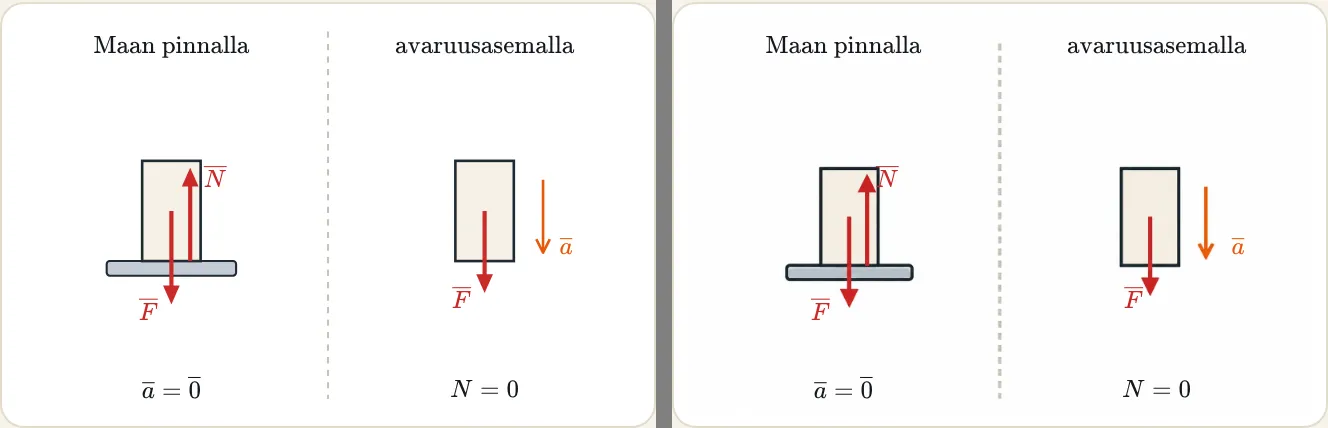 Maan pinnalla
avaruusasemalla
N̅
a̅
F̅
F̅
a̅ = 0̅
N = 0
Maan pinnalla
avaruusasemalla
N̅
a̅
F̅
F̅
a̅ = 0̅
N = 0